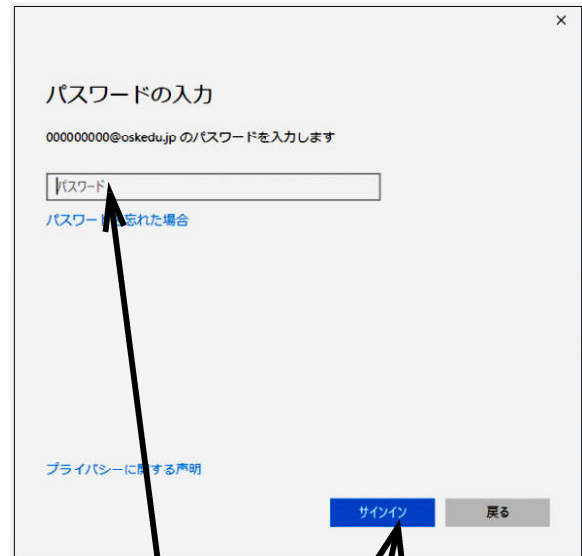 ×
パスワードの入力
000000000@oskedu.jp のパスワードを入力します
パスワード
パスワードを忘れた場合
プライバシーに関する声明
サインイン
戻る